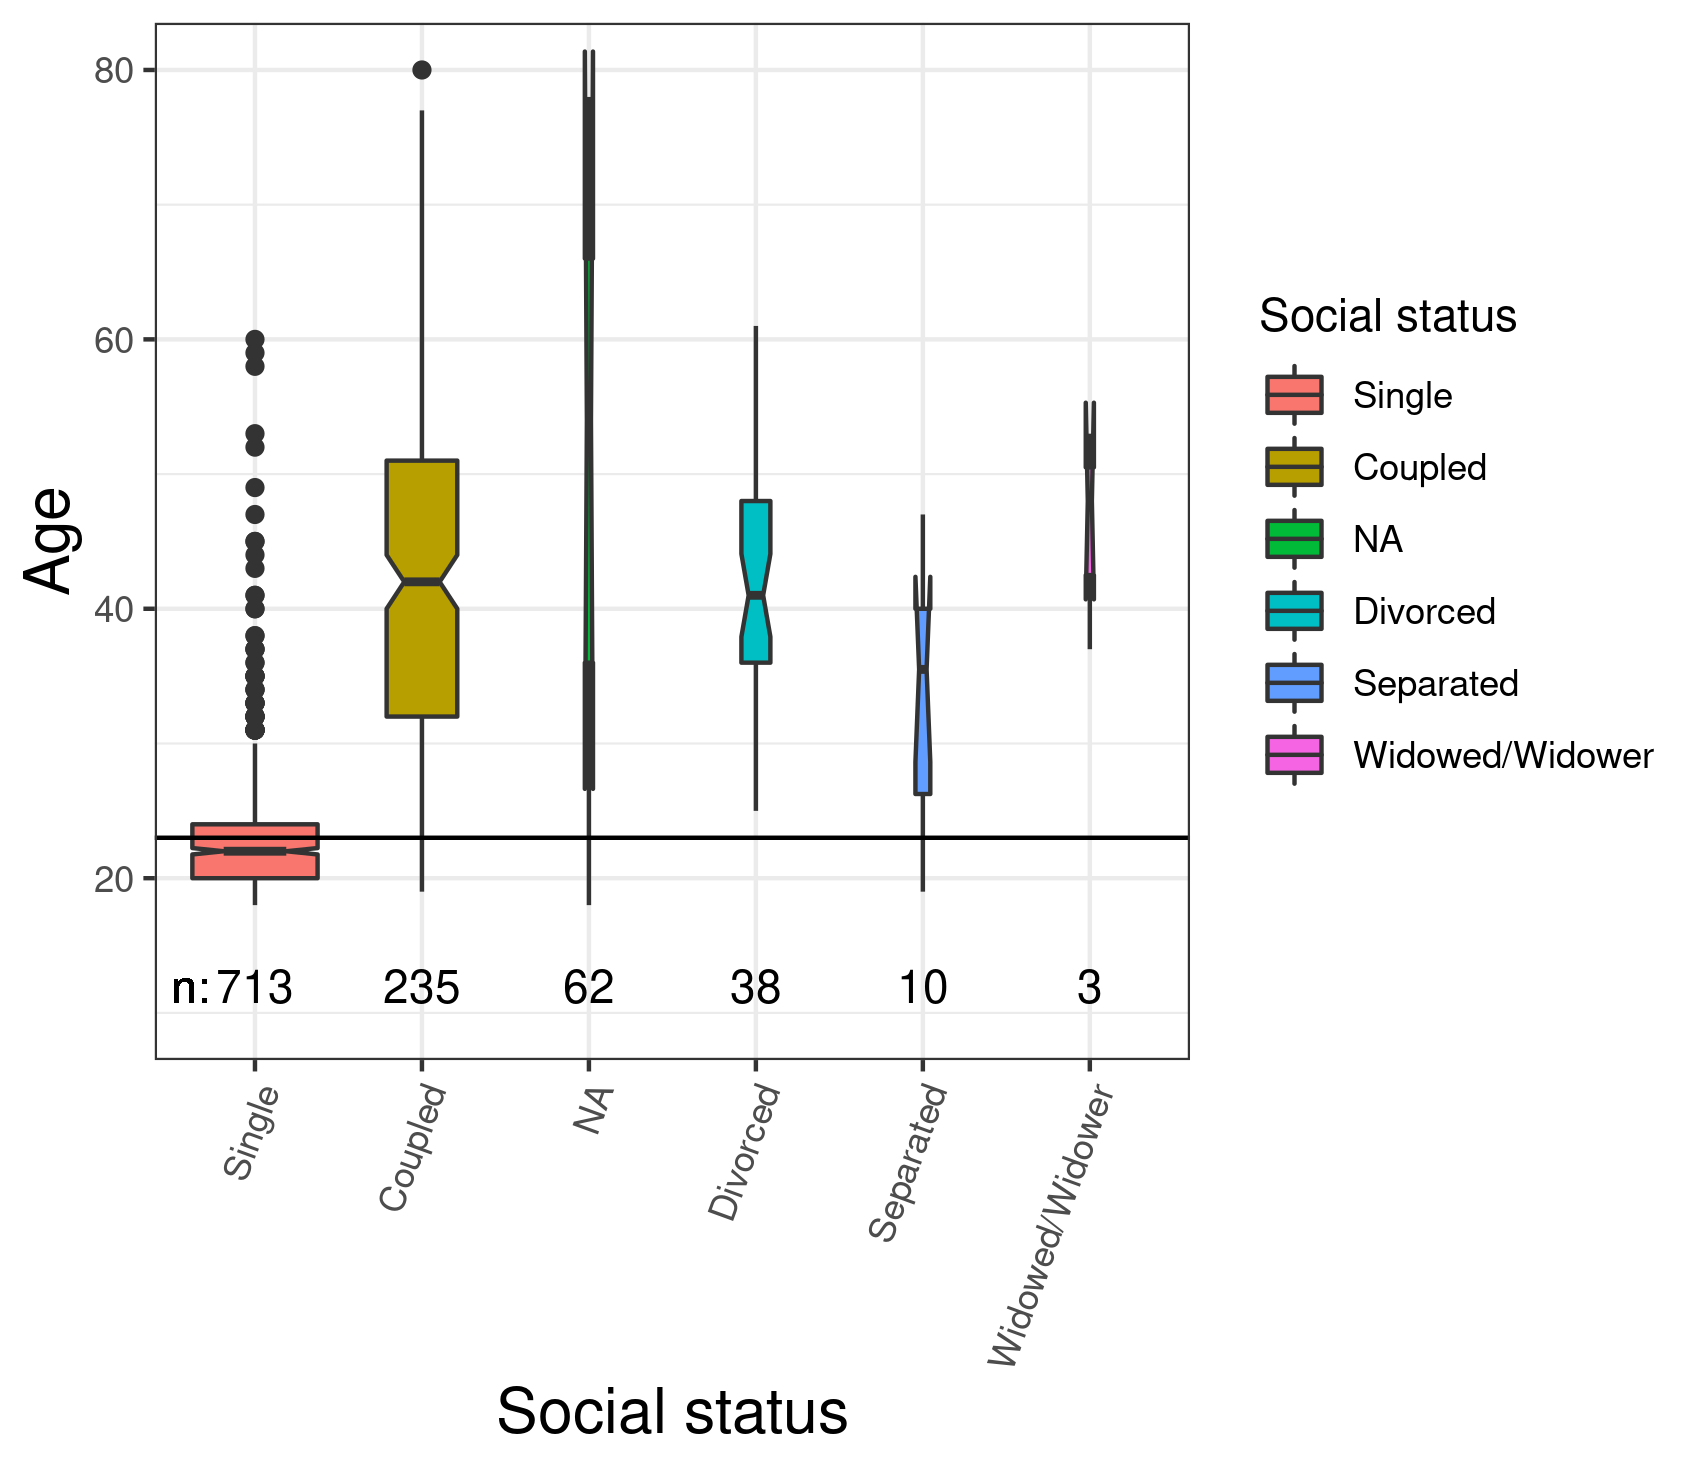 80
60
40
20
Age
n: 713 235 62 38 10 3
Single
Coupled
NA
Divorced
Separated
Widowed/Widower
Social status
Social status
Single
Coupled
NA
Divorced
Separated
Widowed/Widower